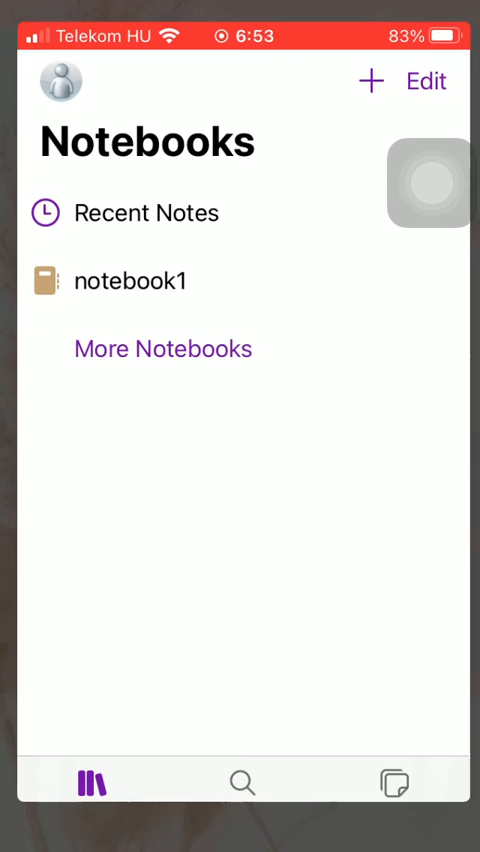 Telekom HU 6:53 83%
Edit
Notebooks
Recent Notes
notebook1
More Notebooks